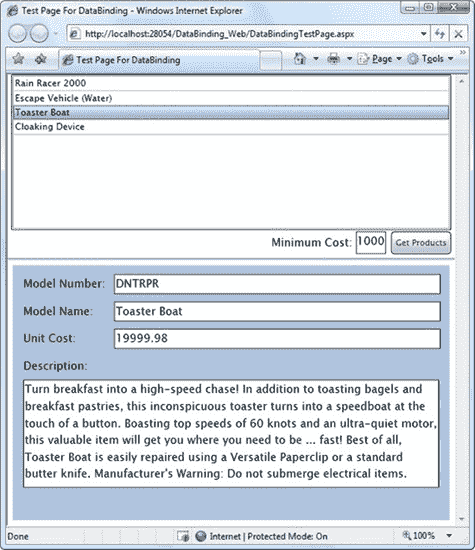 Test Page For DataBinding - Windows Internet Explorer
http://localhost:28054/DataBinding_Web/DataBindingTestPage.aspx
Test Page For DataBinding
Page
Tools
Rain Racer 2000
Escape Vehicle (Water)
Toaster Boat
Cloaking Device
Minimum Cost: 1000 Get Products
Model Number: DNTRPR
Model Name: Toaster Boat
Unit Cost: 19999.98
Description:
Turn breakfast into a high-speed chase! In addition to toasting bagels and
breakfast pastries, this inconspicuous toaster turns into a speedboat at the
touch of a button. Boasting top speeds of 60 knots and an ultra-quiet motor,
this valuable item will get you where you need to be ... fast! Best of all,
Toaster Boat is easily repaired using a Versatile Paperclip or a standard
butter knife. Manufacturer's Warning: Do not submerge electrical items.
Done Internet | Protected Mode: On 100%